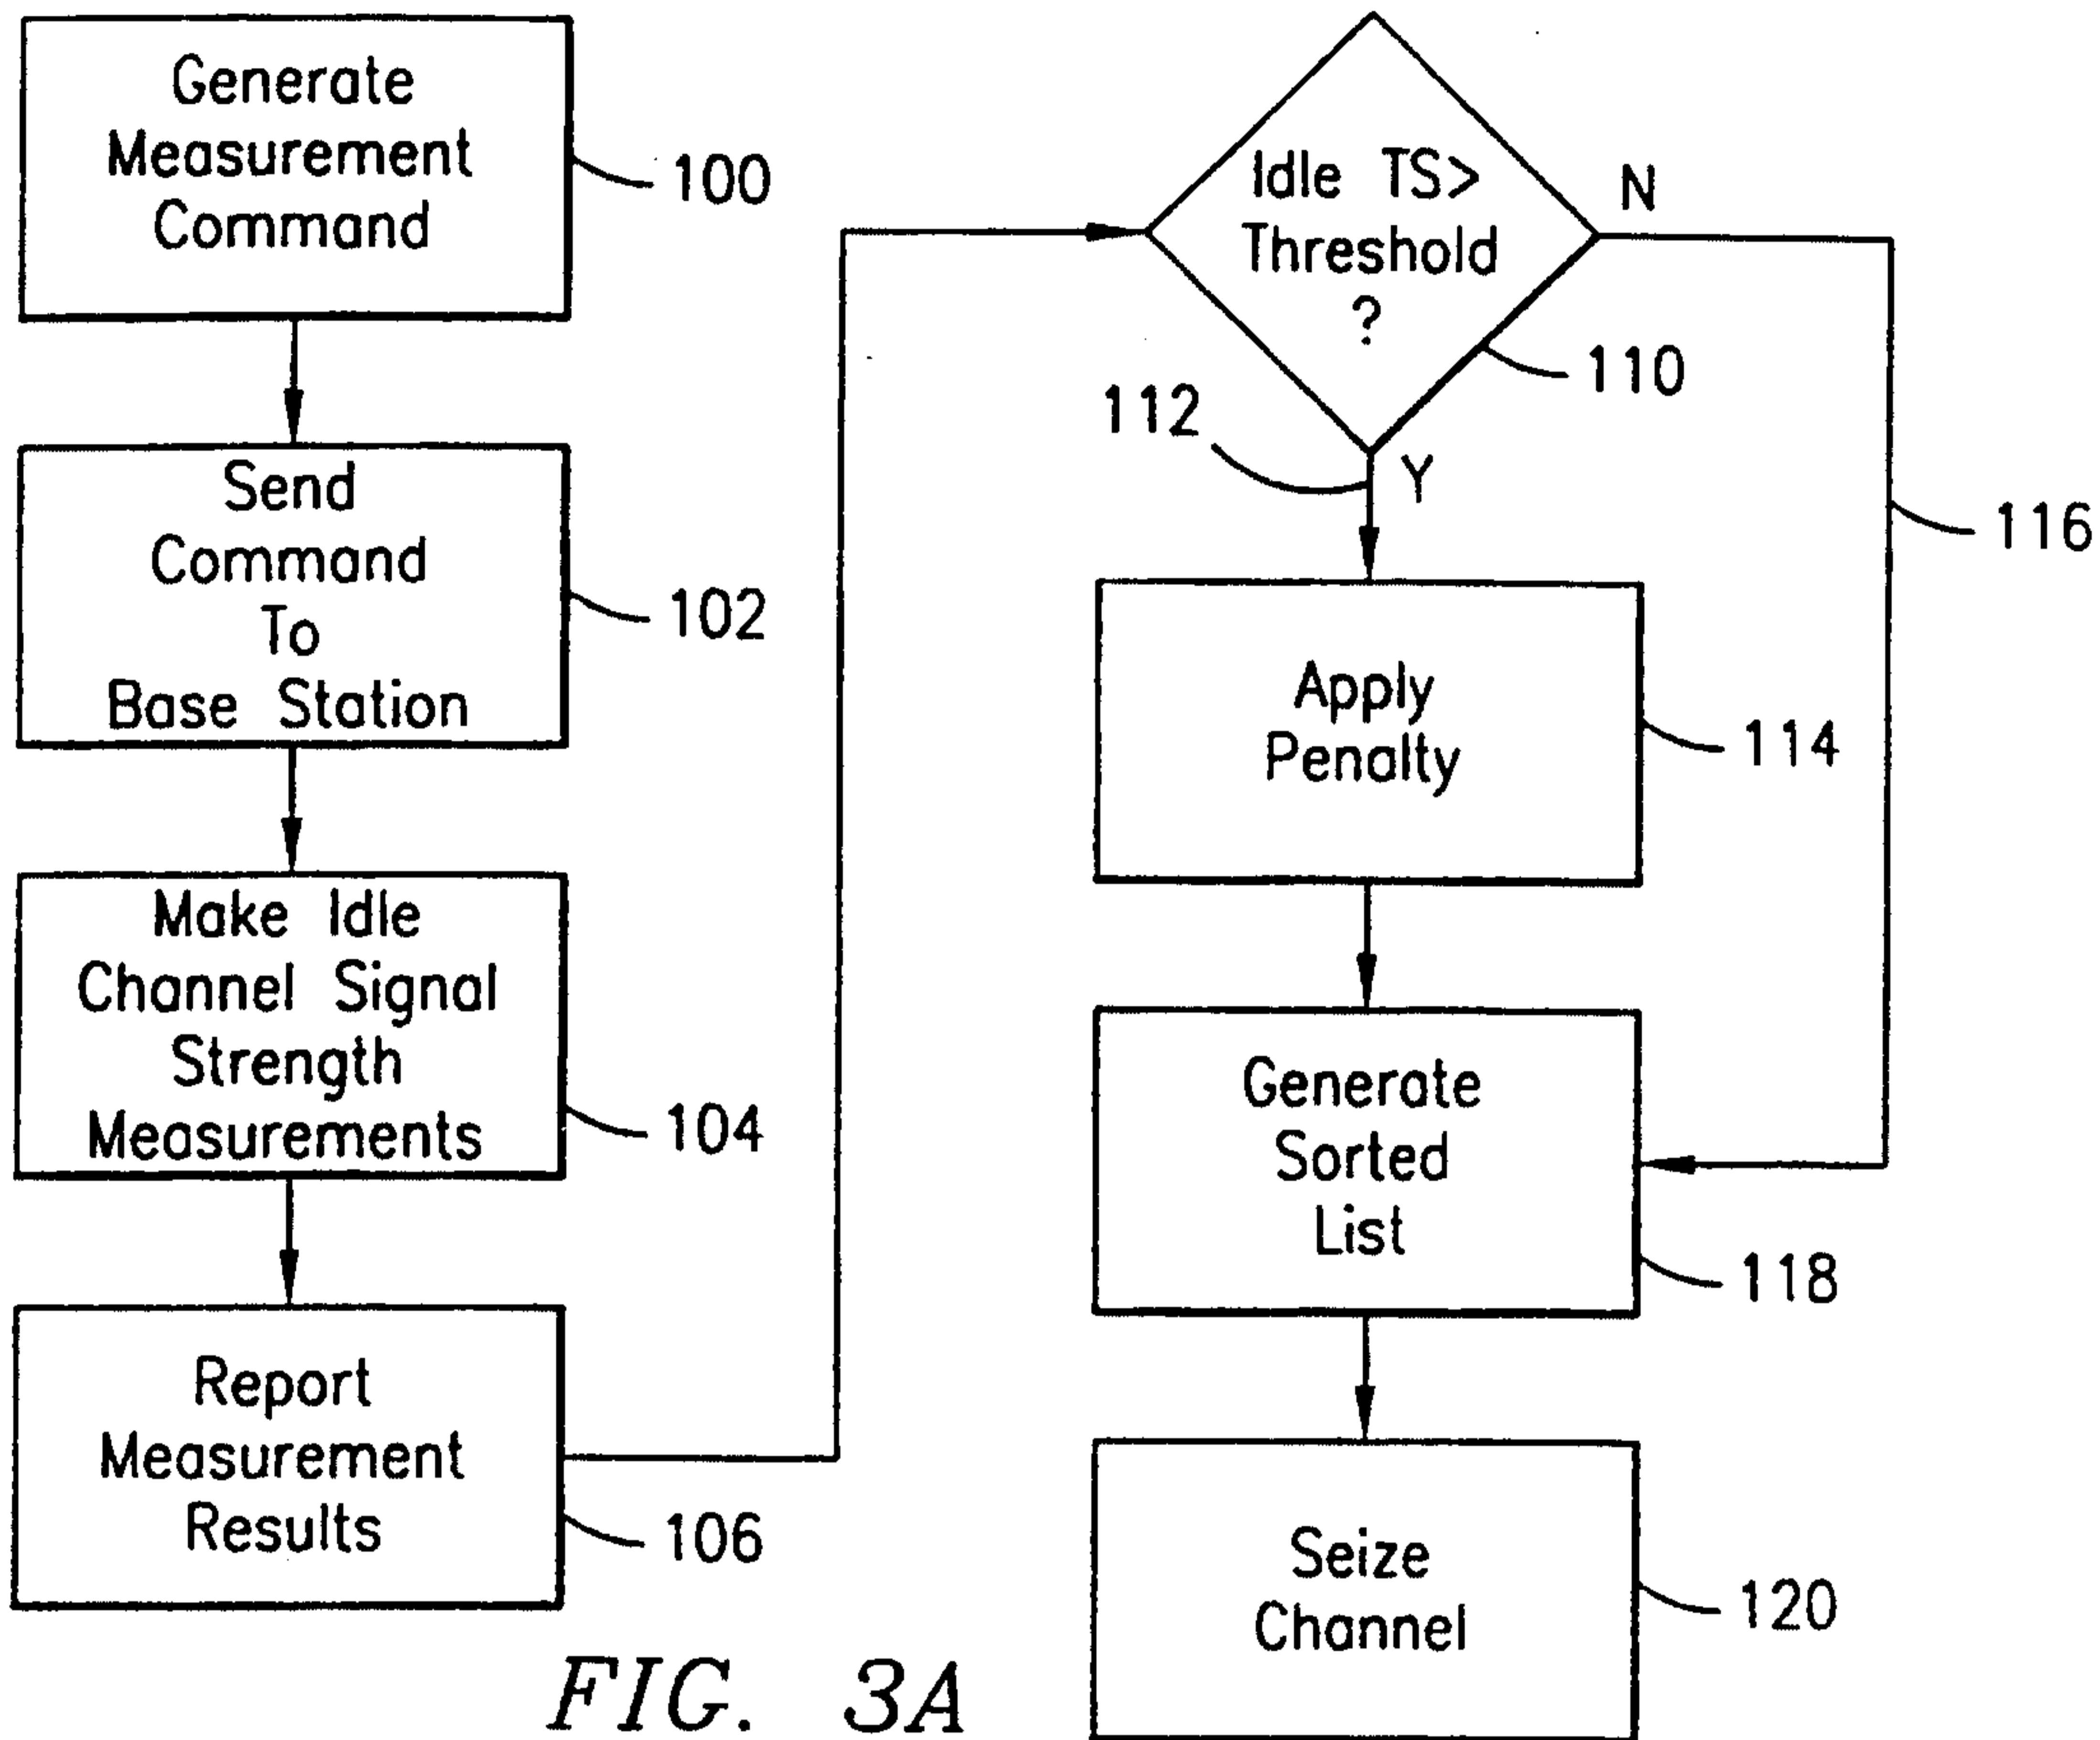 Generate
Measurement
Command
100
Send
Command
To
Base Station
102
Make Idle
Channel Signal
Strength
Measurements
104
Report
Measurement
Results
106
Idle TS>
Threshold
?
N
110
112
Y
116
Apply
Penalty
114
Generate
Sorted
List
118
Seize
Channel
120
FIG. 3A